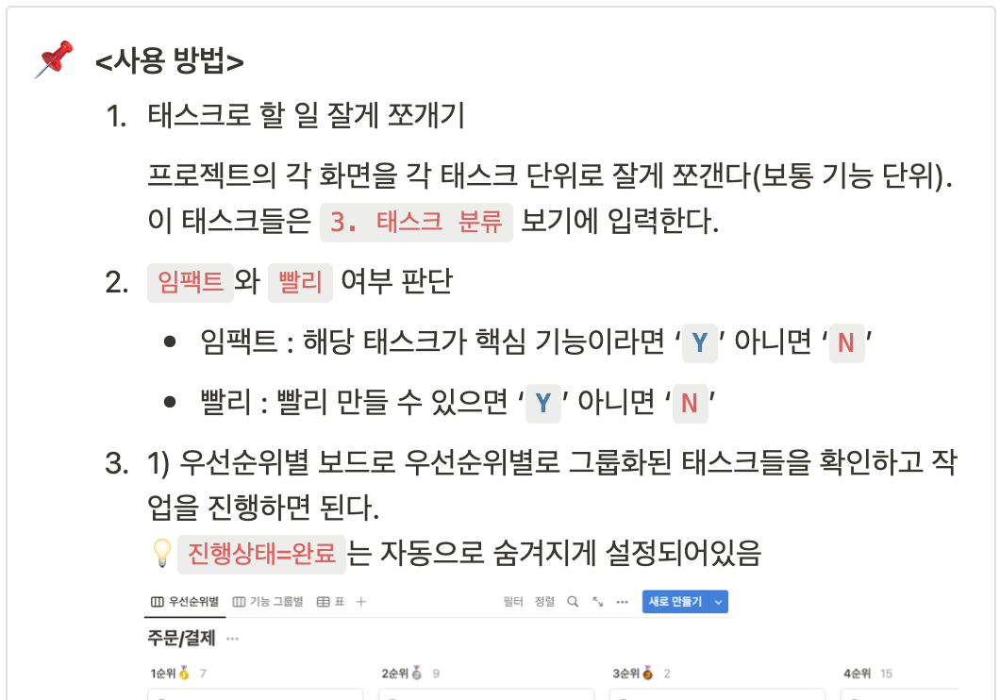 <사용 방법>
1. 태스크로 할 일 잘게 쪼개기
프로젝트의 각 화면을 각 태스크 단위로 잘게 쪼갠다(보통 기능 단위).
이 태스크들은 3. 태스크 분류 보기에 입력한다.
2. 임팩트와 빨리 여부 판단
• 임팩트 : 해당 태스크가 핵심 기능이라면 ‘Y’ 아니면 ‘N’
• 빨리 : 빨리 만들 수 있으면 ‘Y’ 아니면 ‘N’
3. 1) 우선순위별 보드로 우선순위별로 그룹화된 태스크들을 확인하고 작
업을 진행하면 된다.
💡진행상태=완료는 자동으로 숨겨지게 설정되어있음
우선순위별 기능 그룹별 표 + 필터 정렬 ••• 새로 만들기
주문/결제 •••
1순위🥇 7 2순위🥈 9 3순위🥉 2 4순위 15